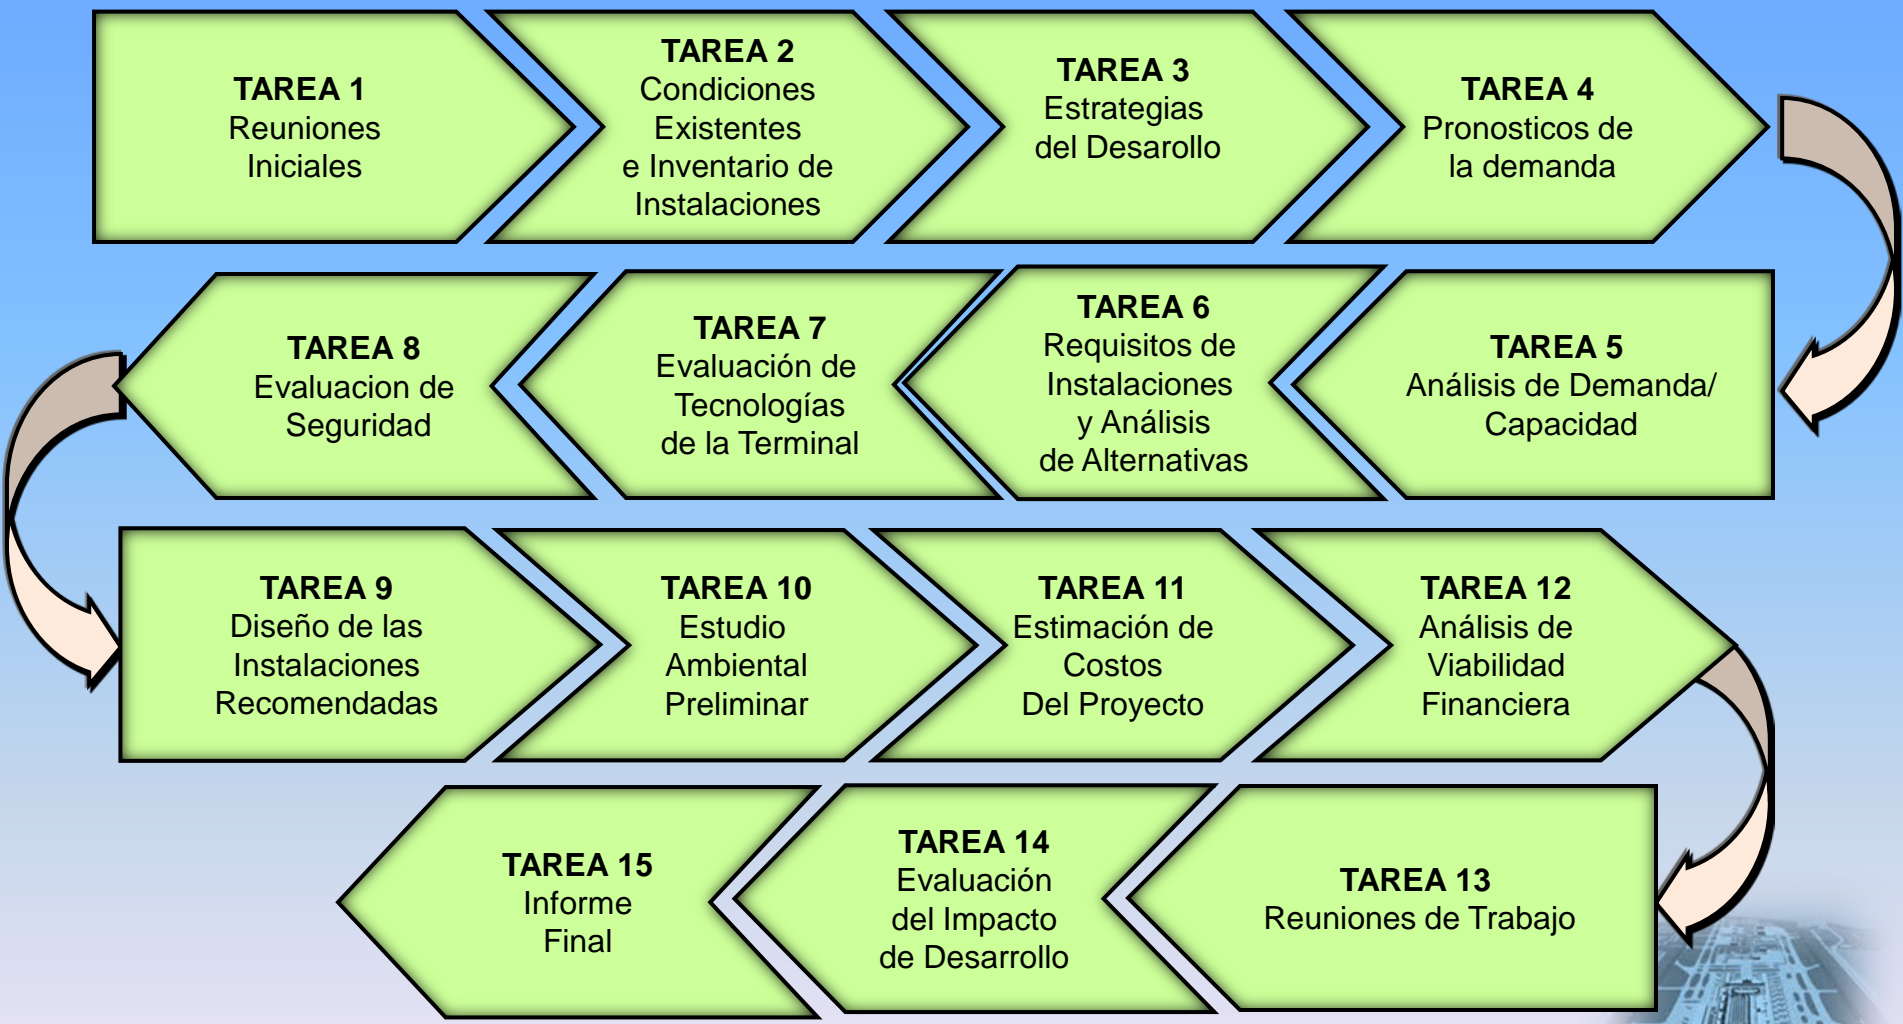 TAREA 1
Reuniones
Iniciales
TAREA 2
Condiciones
Existentes
e Inventario de
Instalaciones
TAREA 3
Estrategias
del Desarollo
TAREA 4
Pronosticos de
la demanda
TAREA 5
Análisis de Demanda/
Capacidad
TAREA 6
Requisitos de
Instalaciones
y Análisis
de Alternativas
TAREA 7
Evaluación de
Tecnologías
de la Terminal
TAREA 8
Evaluacion de
Seguridad
TAREA 9
Diseño de las
Instalaciones
Recomendadas
TAREA 10
Estudio
Ambiental
Preliminar
TAREA 11
Estimación de
Costos
Del Proyecto
TAREA 12
Análisis de
Viabilidad
Financiera
TAREA 13
Reuniones de Trabajo
TAREA 14
Evaluación
del Impacto
de Desarrollo
TAREA 15
Informe
Final